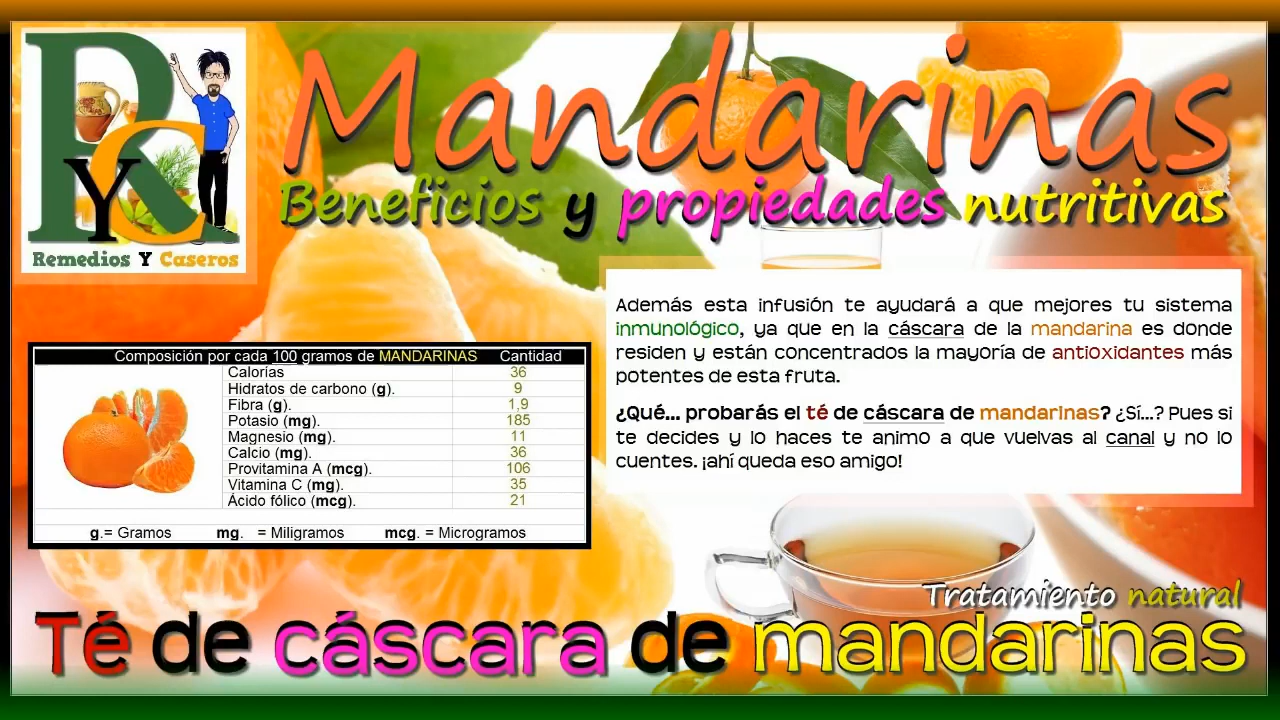 Mandarinas
Beneficios y propiedades nutritivas
RYC
Remedios Y Caseros
Además esta infusión te ayudará a que mejores tu sistema
inmunológico, ya que en la cáscara de la mandarina es donde
residen y están concentrados la mayoría de antioxidantes más
potentes de esta fruta.
¿Qué... probarás el té de cáscara de mandarinas? ¿Sí...? Pues si
te decides y lo haces te animo a que vuelvas al canal y no lo
cuentes. ¡ahí queda eso amigo!
Composición por cada 100 gramos de MANDARINAS Cantidad
Calorías 36
Hidratos de carbono (g). 9
Fibra (g). 1,9
Potasio (mg). 185
Magnesio (mg). 11
Calcio (mg). 36
Provitamina A (mcg). 106
Vitamina C (mg). 35
Ácido fólico (mcg). 21
g.= Gramos mg. = Miligramos mcg. = Microgramos
Tratamiento natural
Té de cáscara de mandarinas